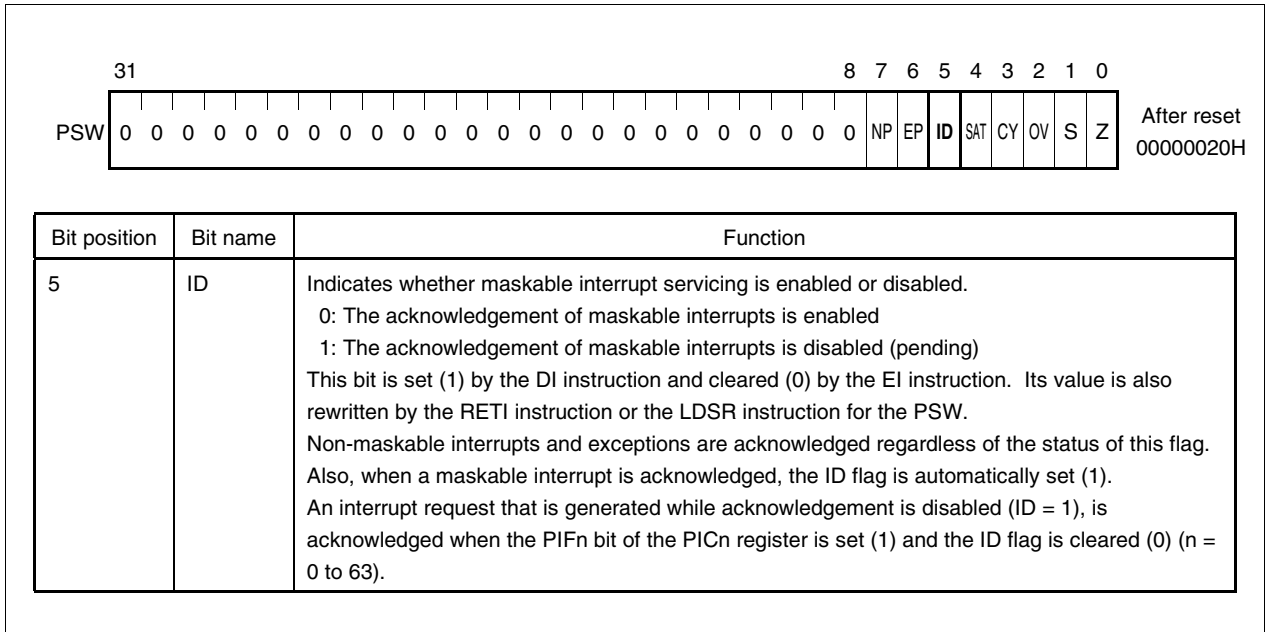 31 8 7 6 5 4 3 2 1 0
PSW 0 0 0 0 0 0 0 0 0 0 0 0 0 0 0 0 0 0 0 0 0 0 0 0 NP EP ID SAT CY OV S Z
After reset
00000020H
Bit position Bit name Function
5 ID Indicates whether maskable interrupt servicing is enabled or disabled.
0: The acknowledgement of maskable interrupts is enabled
1: The acknowledgement of maskable interrupts is disabled (pending)
This bit is set (1) by the DI instruction and cleared (0) by the EI instruction. Its value is also
rewritten by the RETI instruction or the LDSR instruction for the PSW.
Non-maskable interrupts and exceptions are acknowledged regardless of the status of this flag.
Also, when a maskable interrupt is acknowledged, the ID flag is automatically set (1).
An interrupt request that is generated while acknowledgement is disabled (ID = 1), is
acknowledged when the PIFn bit of the PICn register is set (1) and the ID flag is cleared (0) (n =
0 to 63).